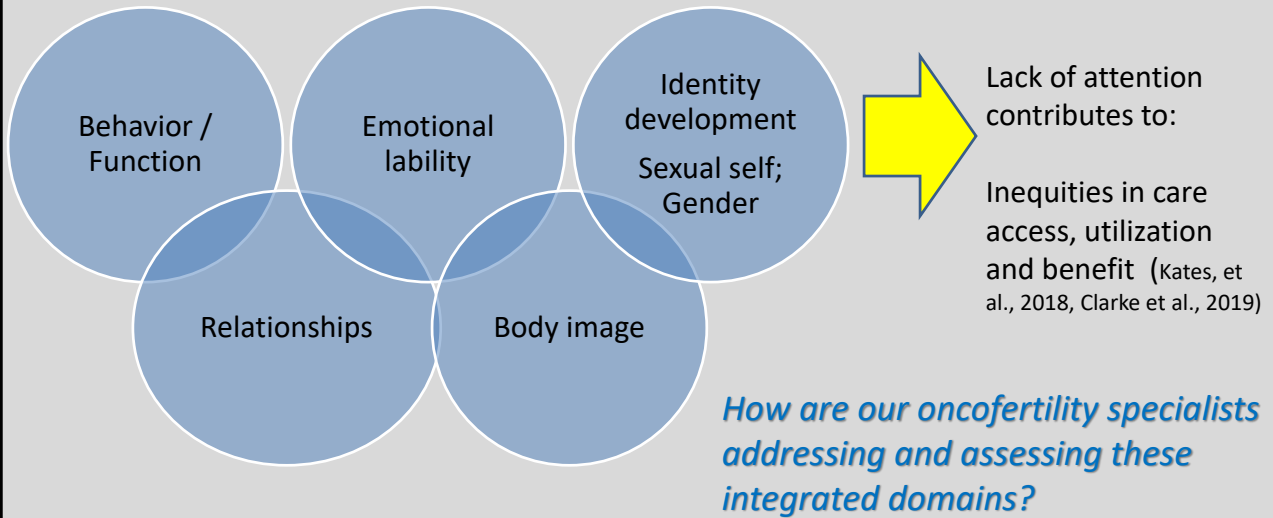 Behavior /
Function
Emotional
lability
Identity
development
Sexual self;
Gender
Relationships
Body image
Lack of attention
contributes to:
Inequities in care
access, utilization
and benefit (Kates, et
al., 2018, Clarke et al., 2019)
How are our oncofertility specialists
addressing and assessing these
integrated domains?